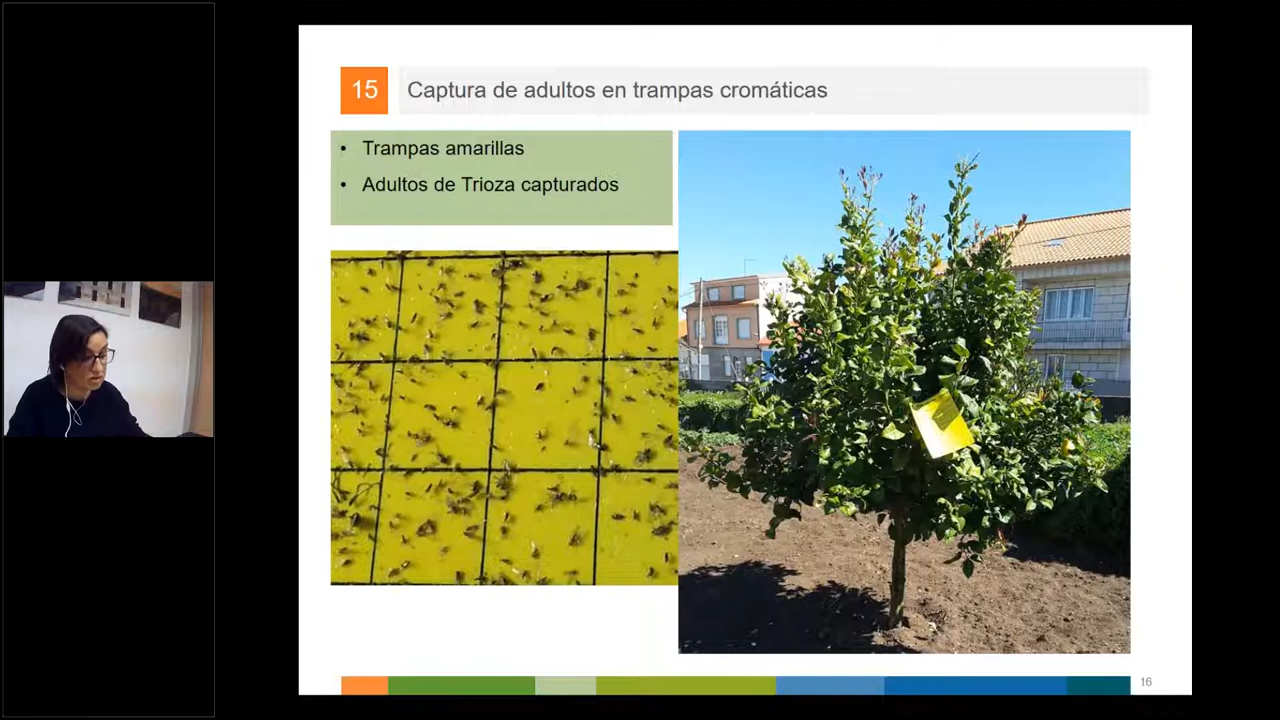 15
Captura de adultos en trampas cromáticas
• Trampas amarillas
• Adultos de Trioza capturados
16